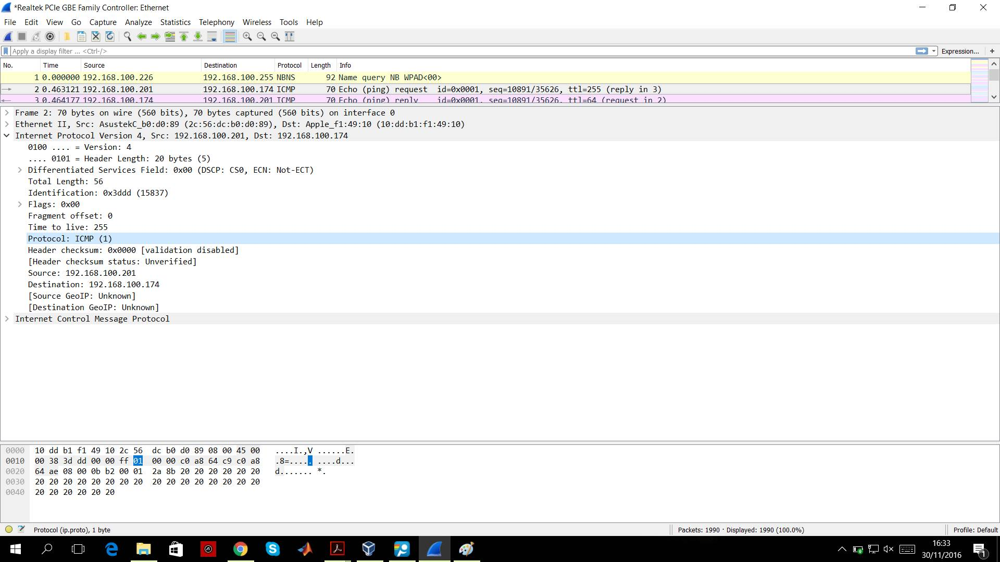 *Realtek PCIe GBE Family Controller: Ethernet
File Edit View Go Capture Analyze Statistics Telephony Wireless Tools Help
Apply a display filter ... <Ctrl-/> Expression... +
No. Time Source Destination Protocol Length Info
1 0.000000 192.168.100.226 192.168.100.255 NBNS 92 Name query NB WPAD<00>
2 0.463121 192.168.100.201 192.168.100.174 ICMP 70 Echo (ping) request id=0x0001, seq=10891/35626, ttl=255 (reply in 3)
3 0.464177 192.168.100.174 192.168.100.201 ICMP 70 Echo (ping) reply id=0x0001, seq=10891/35626, ttl=64 (request in 2)
Frame 2: 70 bytes on wire (560 bits), 70 bytes captured (560 bits) on interface 0
Ethernet II, Src: AsustekC_b0:d0:89 (2c:56:dc:b0:d0:89), Dst: Apple_f1:49:10 (10:dd:b1:f1:49:10)
Internet Protocol Version 4, Src: 192.168.100.201, Dst: 192.168.100.174
0100 .... = Version: 4
.... 0101 = Header Length: 20 bytes (5)
Differentiated Services Field: 0x00 (DSCP: CS0, ECN: Not-ECT)
Total Length: 56
Identification: 0x3ddd (15837)
Flags: 0x00
Fragment offset: 0
Time to live: 255
Protocol: ICMP (1)
Header checksum: 0x0000 [validation disabled]
[Header checksum status: Unverified]
Source: 192.168.100.201
Destination: 192.168.100.174
[Source GeoIP: Unknown]
[Destination GeoIP: Unknown]
Internet Control Message Protocol
0000 10 dd b1 f1 49 10 2c 56 dc b0 d0 89 08 00 45 00 ....I.,V ......E.
0010 00 38 3d dd 00 00 ff 01 00 00 c0 a8 64 c9 c0 a8 .8=..... ....d...
0020 64 ae 08 00 0b b2 00 01 2a 8b 20 20 20 20 20 20 d....... *.
0030 20 20 20 20 20 20 20 20 20 20 20 20 20 20 20 20
0040 20 20 20 20 20 20
Protocol (ip.proto), 1 byte Packets: 1990 · Displayed: 1990 (100.0%) Profile: Default
16:33
30/11/2016
1